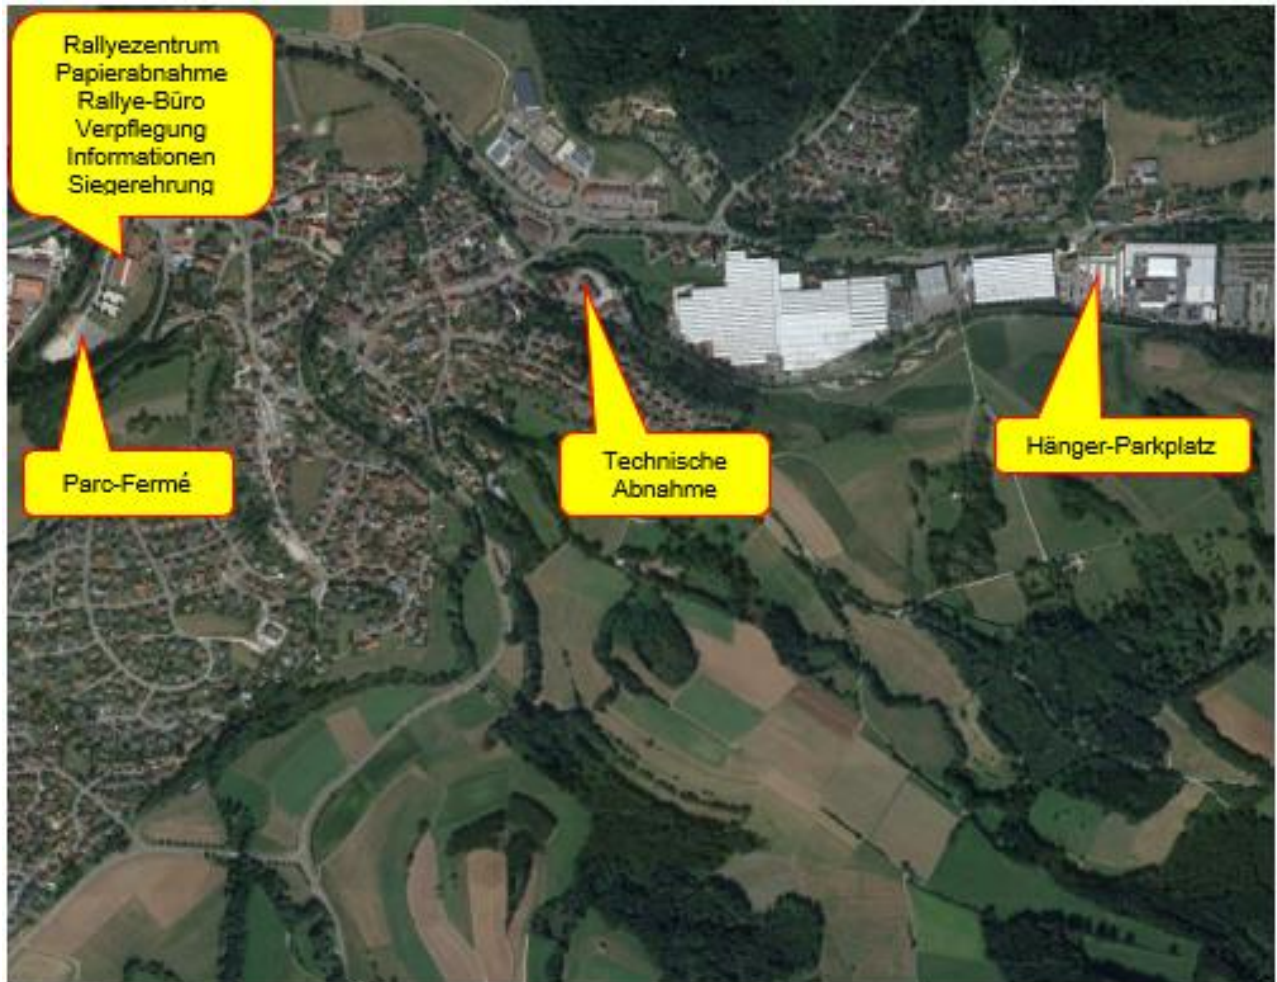 Rallyezentrum
Papierabnahme
Rallye-Büro
Verpflegung
Informationen
Siegerehrung
Parc-Fermé
Technische
Abnahme
Hänger-Parkplatz